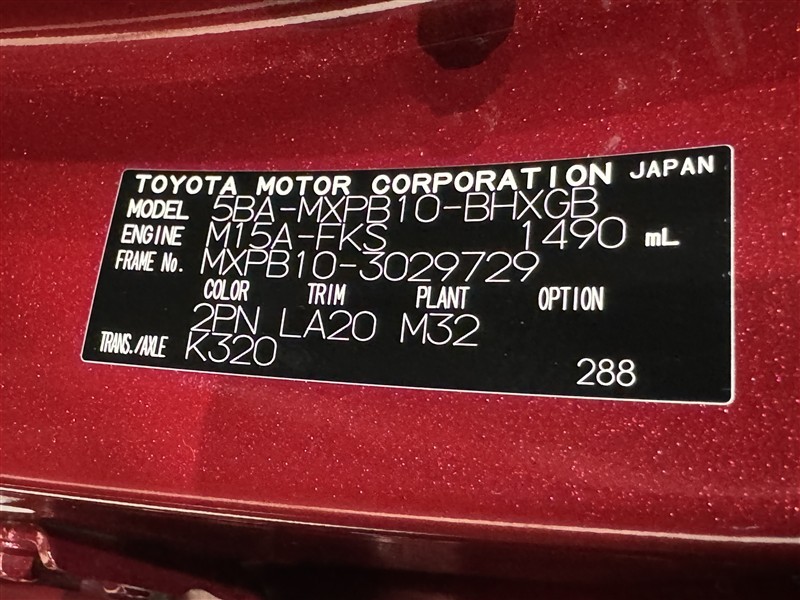 TOYOTA MOTOR CORPORATION JAPAN
MODEL 5BA-MXPB10-BHXGB
ENGINE M15A-FKS 1490 mL
FRAME No. MXPB10-3029729
COLOR TRIM PLANT OPTION
2PN LA20 M32
TRANS./AXLE K320
288